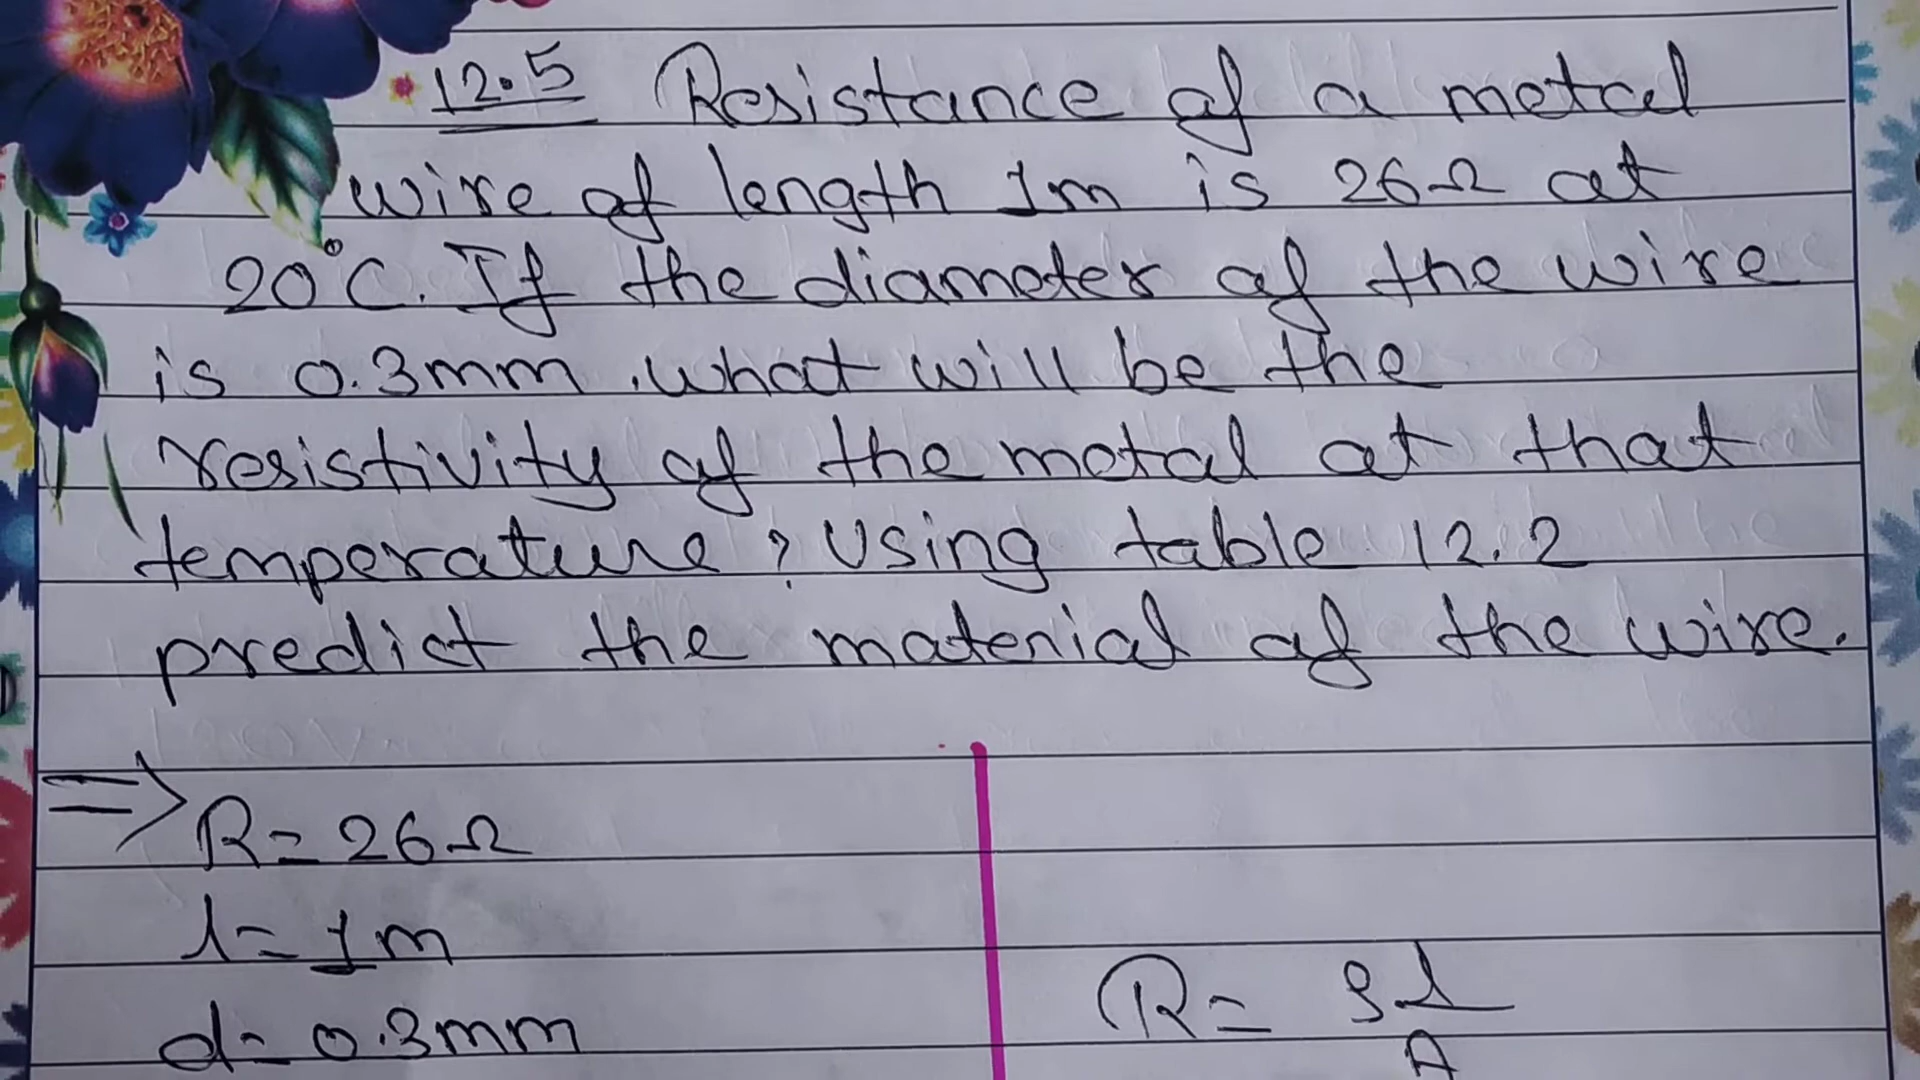 12.5 Resistance of a metal
wire of length 1m is 26Ω at
20°C. If the diameter of the wire
is 0.3mm, what will be the
resistivity of the metal at that
temperature? Using table 12.2
predict the material of the wire.
⇒ R = 26Ω
l = 1m
d = 0.3mm
R = ρl/A